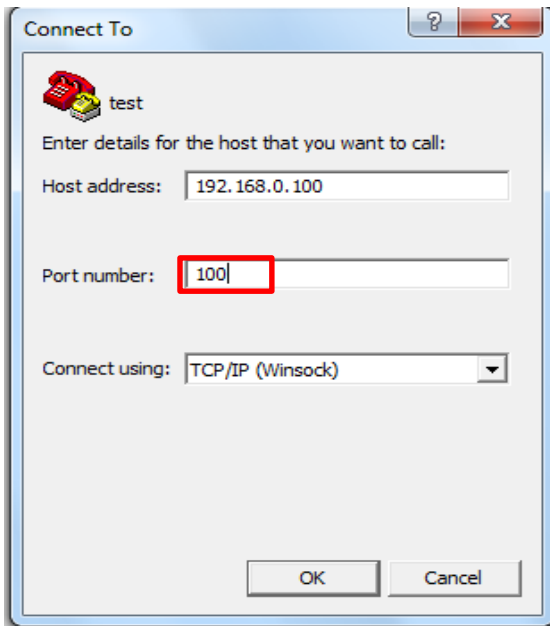 Connect To
?
test
Enter details for the host that you want to call:
Host address: 192.168.0.100
Port number: 100
Connect using: TCP/IP (Winsock)
OK Cancel